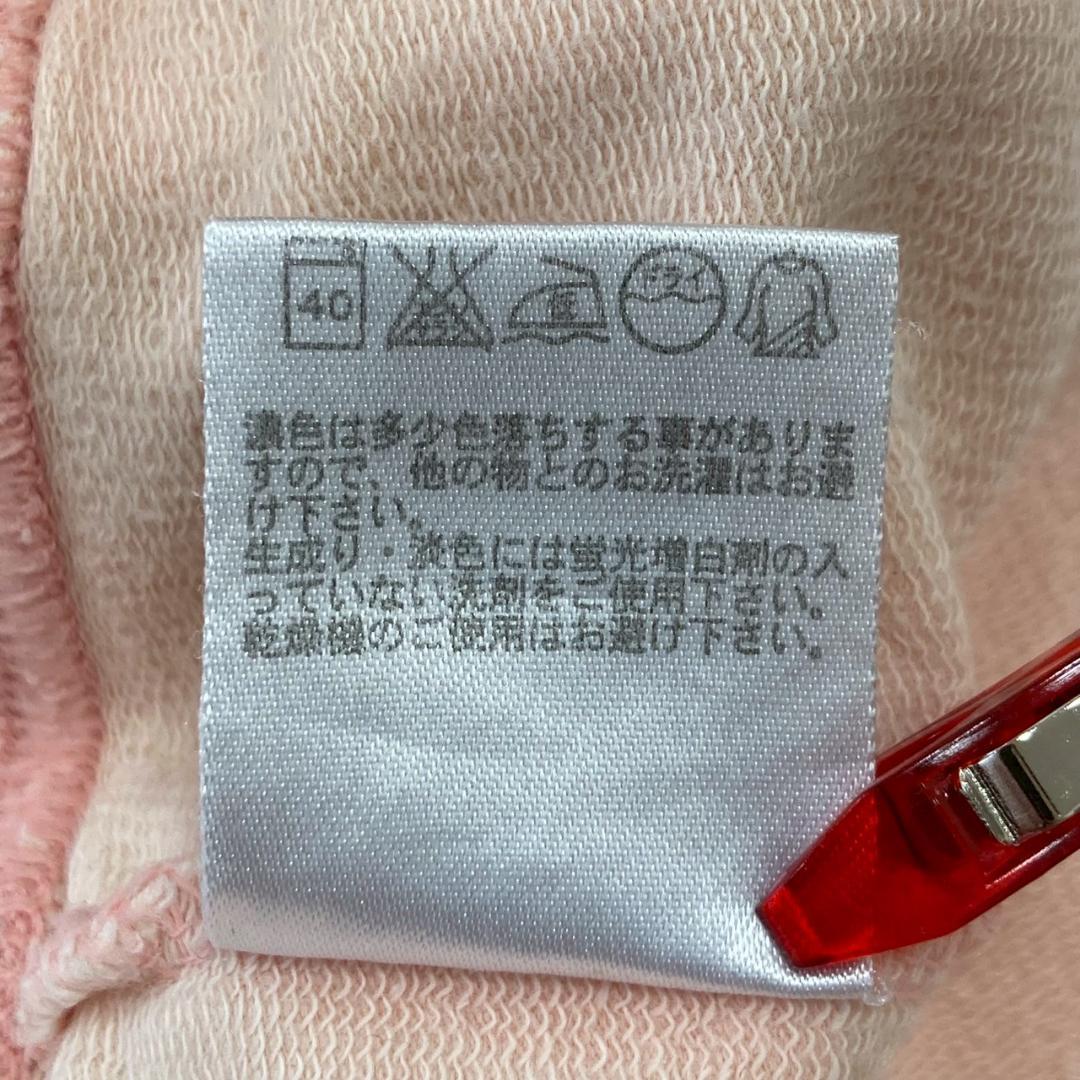 40
濃色は多少色落ちする事がありま
すので、他の物とのお洗濯はお避
け下さい。
生成り・淡色には蛍光増白剤の入
っていない洗剤をご使用下さい。
乾燥機のご使用はお避け下さい。